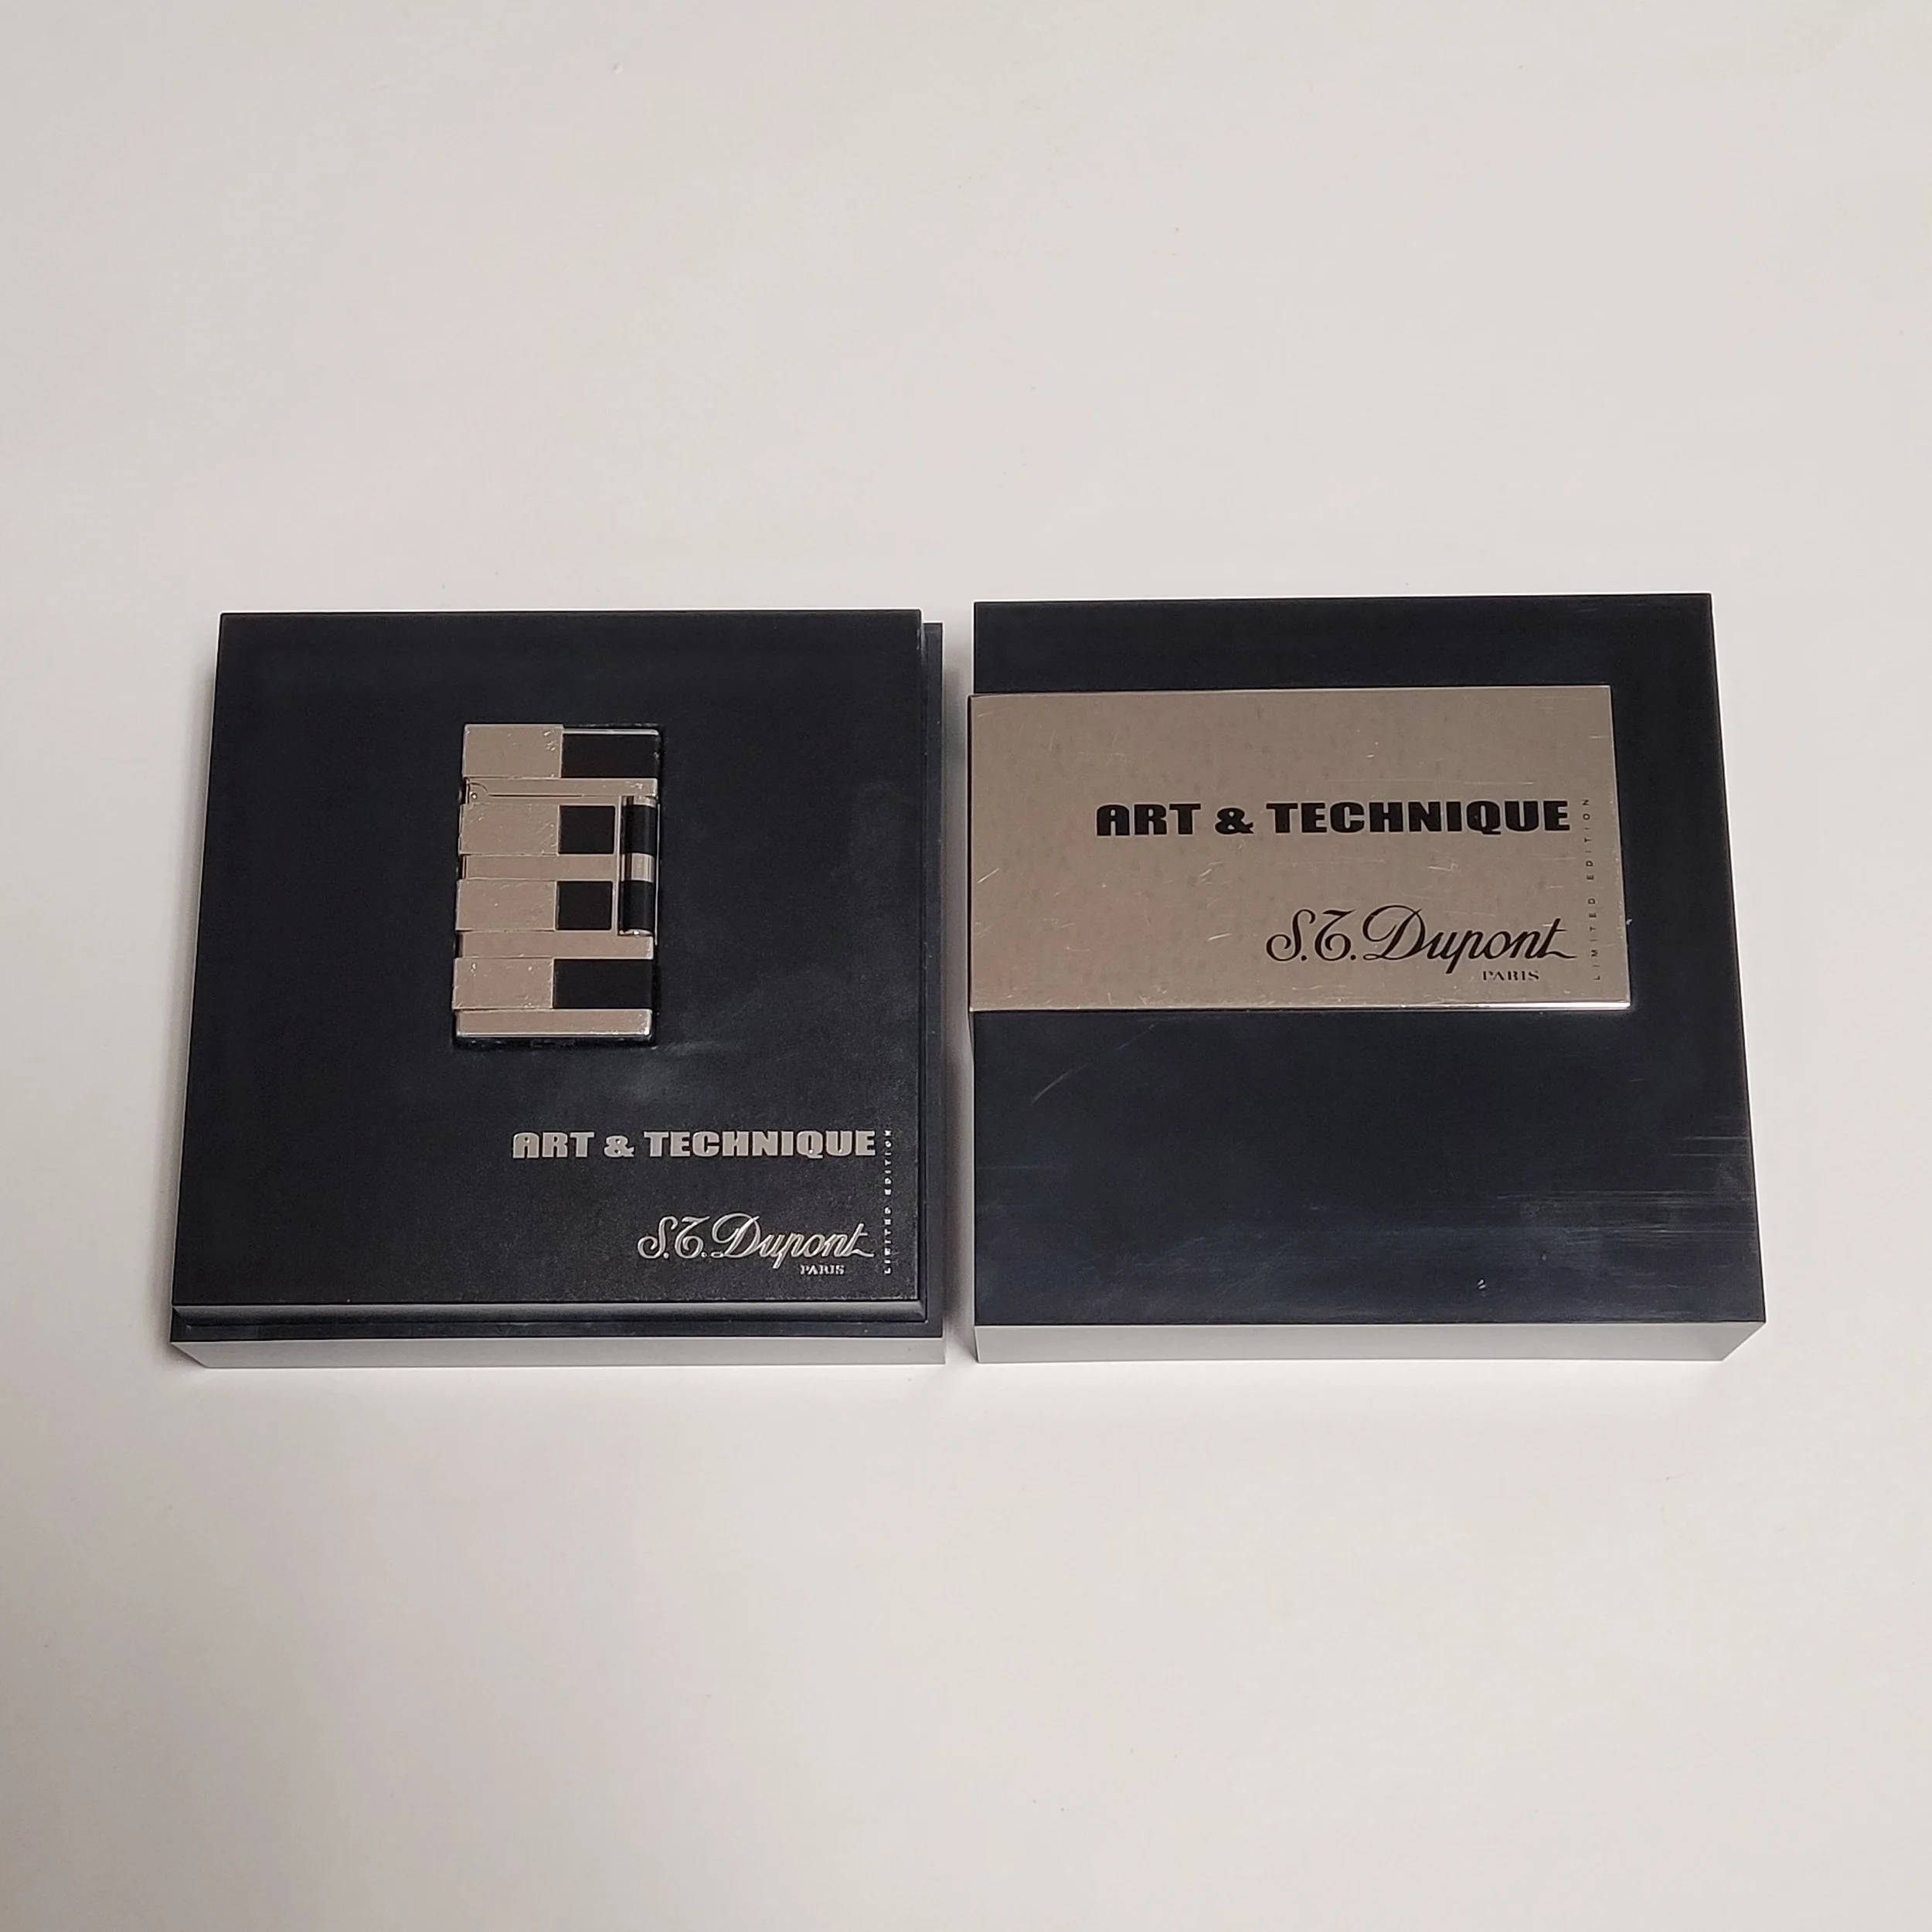 ART & TECHNIQUE
LIMITED EDITION
S.T. Dupont
PARIS
ART & TECHNIQUE
LIMITED EDITION
S.T. Dupont
PARIS